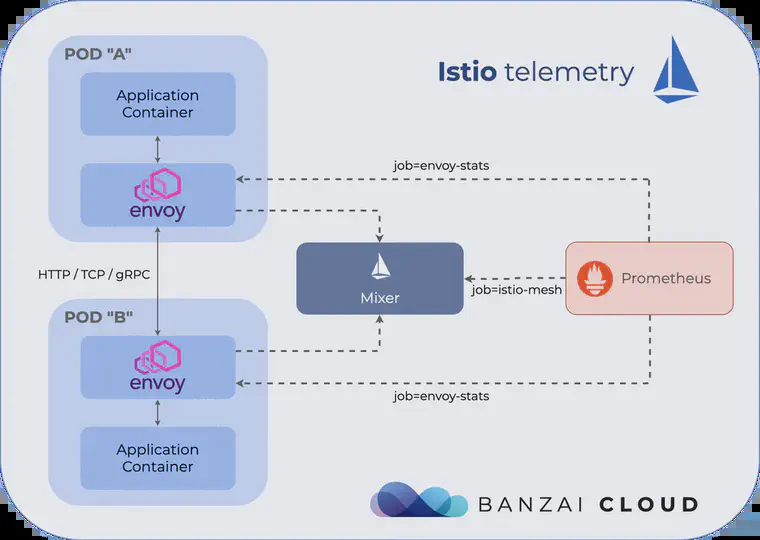 POD "A"
Istio telemetry
Application
Container
job=envoy-stats
envoy
HTTP / TCP / gRPC
Mixer
job=istio-mesh
Prometheus
POD "B"
envoy
job=envoy-stats
Application
Container
BANZAI CLOUD